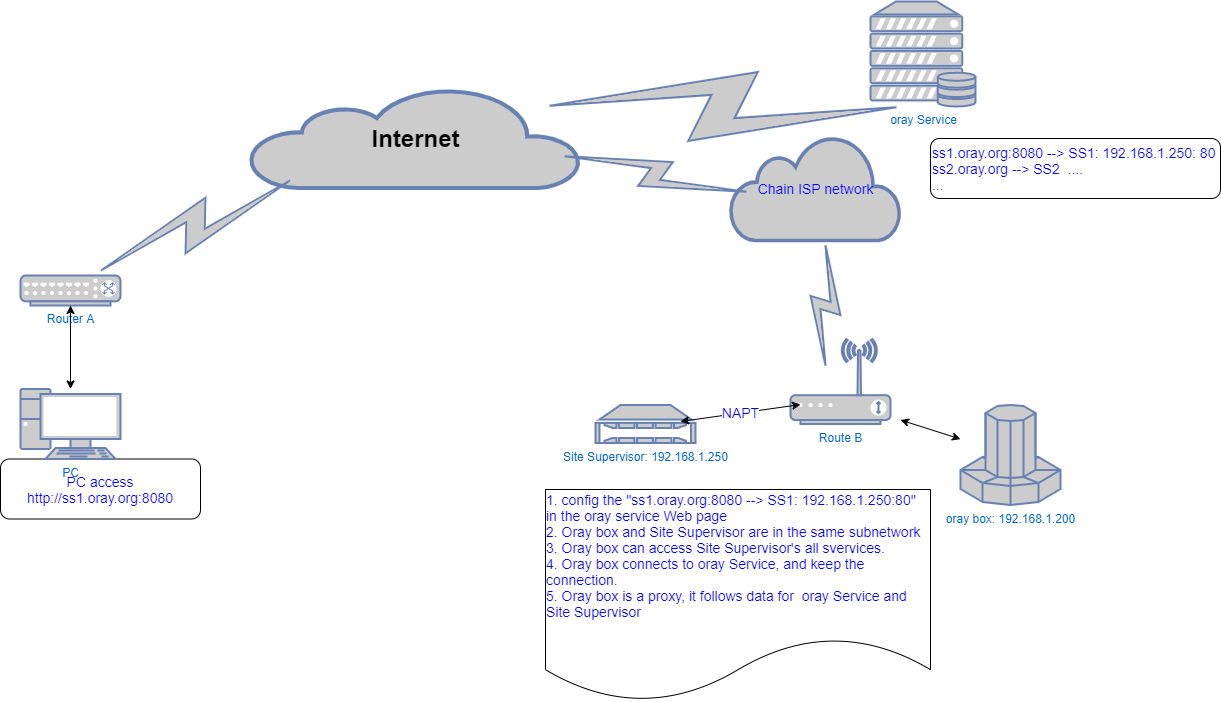 Internet
oray Service
ss1.oray.org:8080 --> SS1: 192.168.1.250: 80
ss2.oray.org --> SS2 ....
...
Chain ISP network
Router A
NAPT
Route B
Site Supervisor: 192.168.1.250
oray box: 192.168.1.200
PC
PC access
http://ss1.oray.org:8080
1. config the "ss1.oray.org:8080 --> SS1: 192.168.1.250:80"
in the oray service Web page
2. Oray box and Site Supervisor are in the same subnetwork
3. Oray box can access Site Supervisor's all svervices.
4. Oray box connects to oray Service, and keep the
connection.
5. Oray box is a proxy, it follows data for oray Service and
Site Supervisor